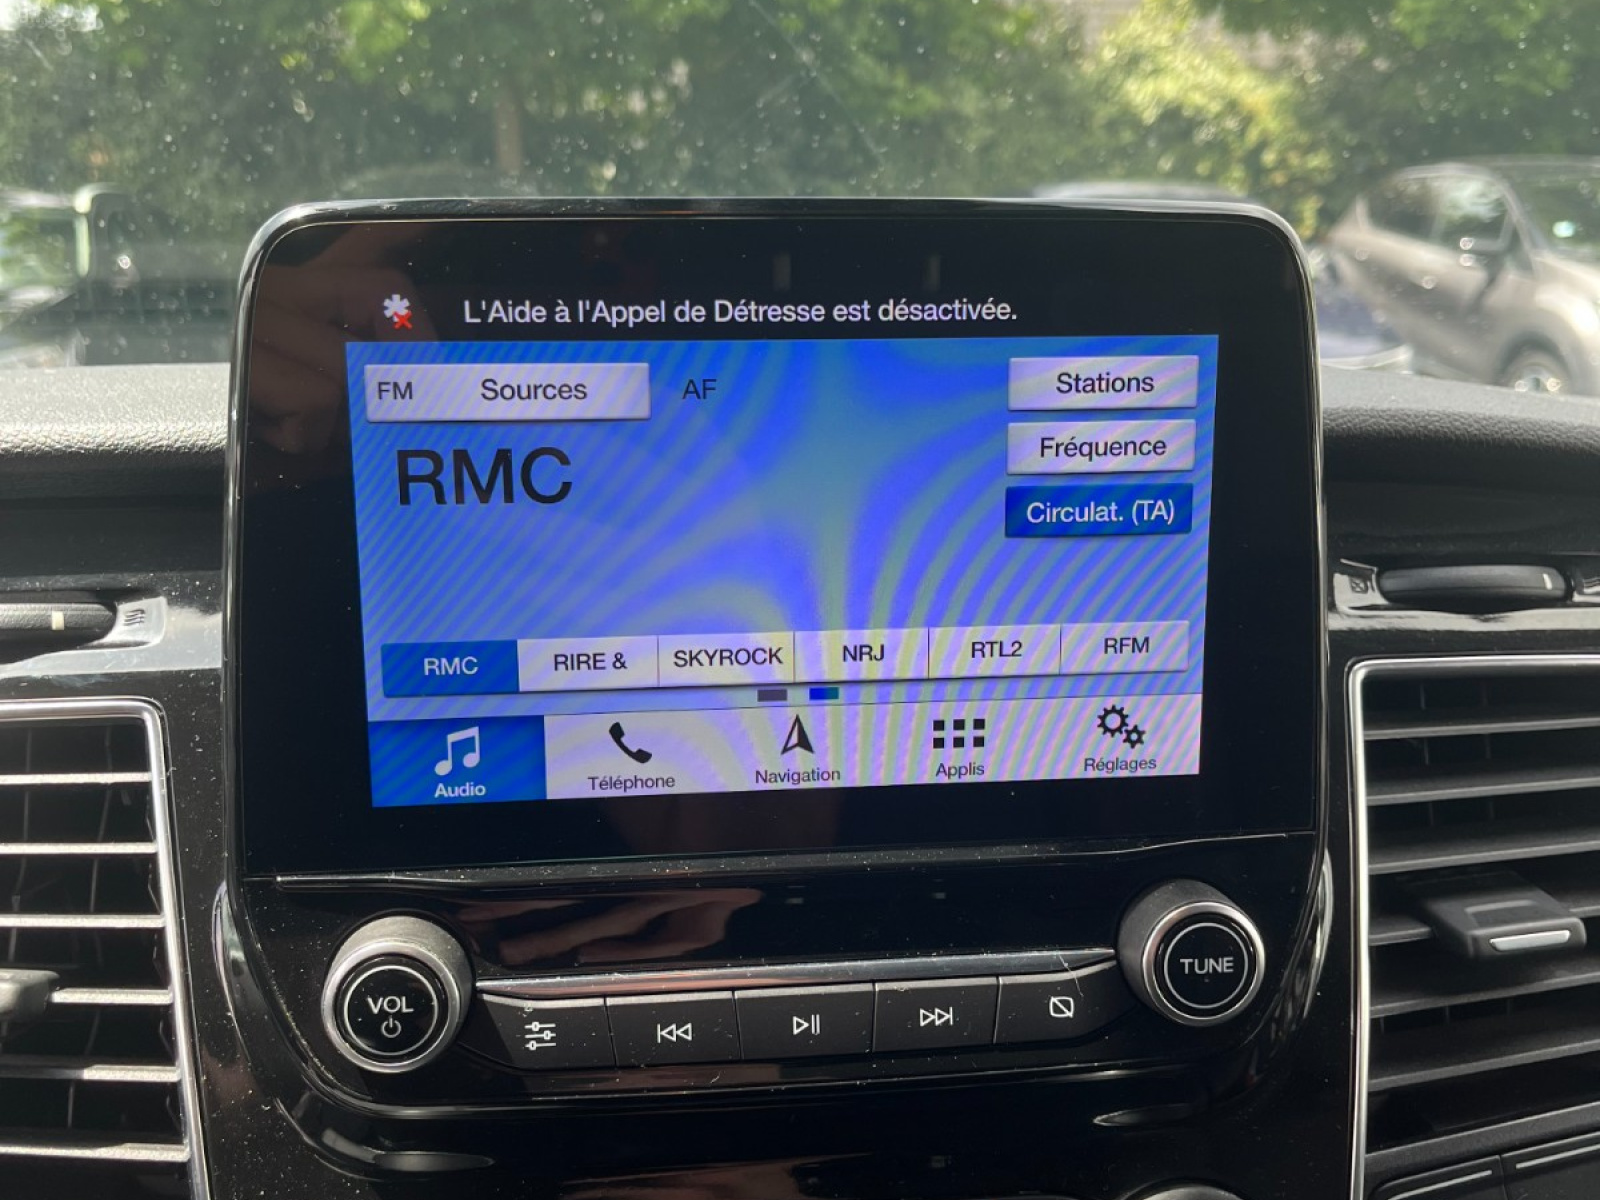 L'Aide à l'Appel de Détresse est désactivée.
FM Sources AF Stations
RMC
Fréquence
Circulat. (TA)
RMC RIRE & SKYROCK NRJ RTL2 RFM
Audio Téléphone Navigation Applis Réglages
VOL
TUNE